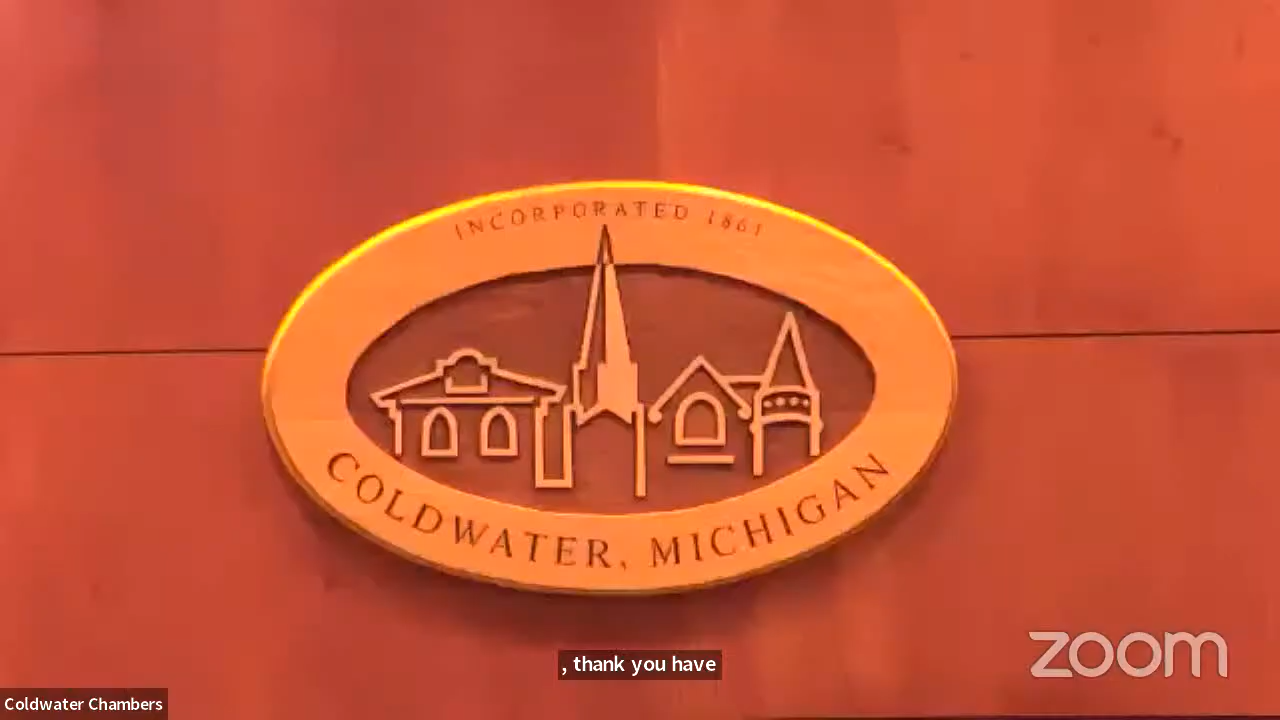 INCORPORATED 1861
COLDWATER, MICHIGAN
zoom
, thank you have
Coldwater Chambers